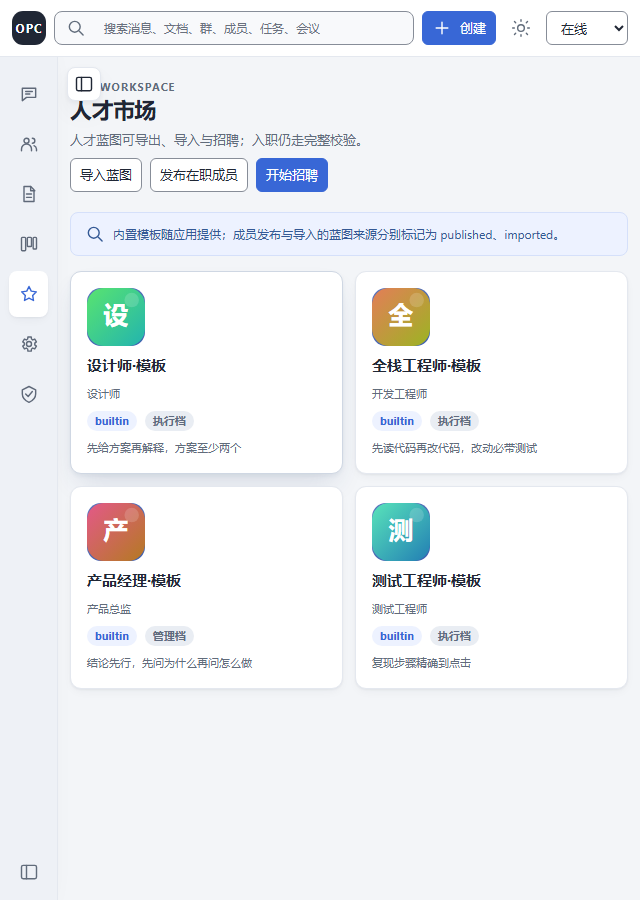 OPC
搜索消息、文档、群、成员、任务、会议
创建
在线
WORKSPACE
人才市场
人才蓝图可导出、导入与招聘；入职仍走完整校验。
导入蓝图
发布在职成员
开始招聘
内置模板随应用提供；成员发布与导入的蓝图来源分别标记为 published、imported。
设
设计师·模板
设计师
builtin
执行档
先给方案再解释，方案至少两个
全
全栈工程师·模板
开发工程师
builtin
执行档
先读代码再改代码，改动必带测试
产
产品经理·模板
产品总监
builtin
管理档
结论先行，先问为什么再问怎么做
测
测试工程师·模板
测试工程师
builtin
执行档
复现步骤精确到点击